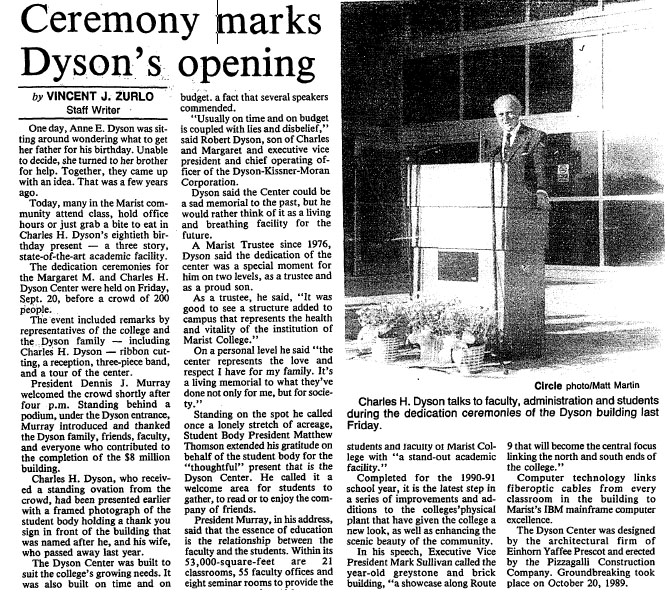 Ceremony marks
Dyson's opening
by VINCENT J. ZURLO
Staff Writer
One day, Anne E. Dyson was sit-
ting around wondering what to get
her father for his birthday. Unable
to decide, she turned to her brother
for help. Together, they came up
with an idea. That was a few years
ago.
Today, many in the Marist com-
munity attend class, hold office
hours or just grab a bite to eat in
Charles H. Dyson's eightieth bir-
thday present — a three story,
state-of-the-art academic facility.
The dedication ceremonies for
the Margaret M. and Charles H.
Dyson Center were held on Friday,
Sept. 20, before a crowd of 200
people.
The event included remarks by
representatives of the college and
the Dyson family — including
Charles H. Dyson — ribbon cut-
ting, a reception, three-piece band,
and a tour of the center.
President Dennis J. Murray
welcomed the crowd shortly after
four p.m. Standing behind a
podium, under the Dyson entrance,
Murray introduced and thanked
the Dyson family, friends, faculty,
and everyone who contributed to
the completion of the $8 million
building.
Charles H. Dyson, who receiv-
ed a standing ovation from the
crowd, had been presented earlier
with a framed photograph of the
student body holding a thank you
sign in front of the building that
was named after he, and his wife,
who passed away last year.
The Dyson Center was built to
suit the college's growing needs. It
was also built on time and on
budget. a fact that several speakers
commended.
"Usually on time and on budget
is coupled with lies and disbelief,"
said Robert Dyson, son of Charles
and Margaret and executive vice
president and chief operating of-
ficer of the Dyson-Kissner-Moran
Corporation.
Dyson said the Center could be
a sad memorial to the past, but he
would rather think of it as a living
and breathing facility for the
future.
A Marist Trustee since 1976,
Dyson said the dedication of the
center was a special moment for
him on two levels, as a trustee and
as a proud son.
As a trustee, he said, "It was
good to see a structure added to
campus that represents the health
and vitality of the institution of
Marist College."
On a personal level he said "the
center represents the love and
respect I have for my family. It's
a living memorial to what they've
done not only for me, but for socie-
ty."
Standing on the spot he called
once a lonely stretch of acreage,
Student Body President Matthew
Thomson extended his gratitude on
behalf of the student body for the
"thoughtful" present that is the
Dyson Center. He called it a
welcome area for students to
gather, to read or to enjoy the com-
pany of friends.
President Murray, in his address,
said that the essence of education
is the relationship between the
faculty and the students. Within its
53,000-square-feet are 21
classrooms, 55 faculty offices and
eight seminar rooms to provide the
Circle photo/Matt Martin
Charles H. Dyson talks to faculty, administration and students
during the dedication ceremonies of the Dyson building last
Friday.
students and faculty of Marist Col-
lege with "a stand-out academic
facility."
Completed for the 1990-91
school year, it is the latest step in
a series of improvements and ad-
ditions to the colleges'physical
plant that have given the college a
new look, as well as enhancing the
scenic beauty of the community.
In his speech, Executive Vice
President Mark Sullivan called the
year-old greystone and brick
building, "a showcase along Route
9 that will become the central focus
linking the north and south ends of
the college."
Computer technology links
fiberoptic cables from every
classroom in the building to
Marist's IBM mainframe computer
excellence.
The Dyson Center was designed
by the architectural firm of
Einhorn Yaffee Prescot and erected
by the Pizzagalli Construction
Company. Groundbreaking took
place on October 20, 1989.